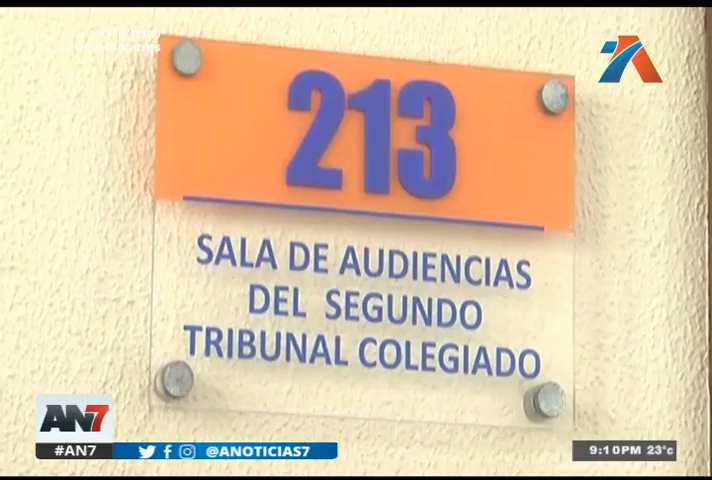 213
SALA DE AUDIENCIAS
DEL SEGUNDO
TRIBUNAL COLEGIADO
AN7
#AN7
@ANOTICIAS7
9:10PM 23°c